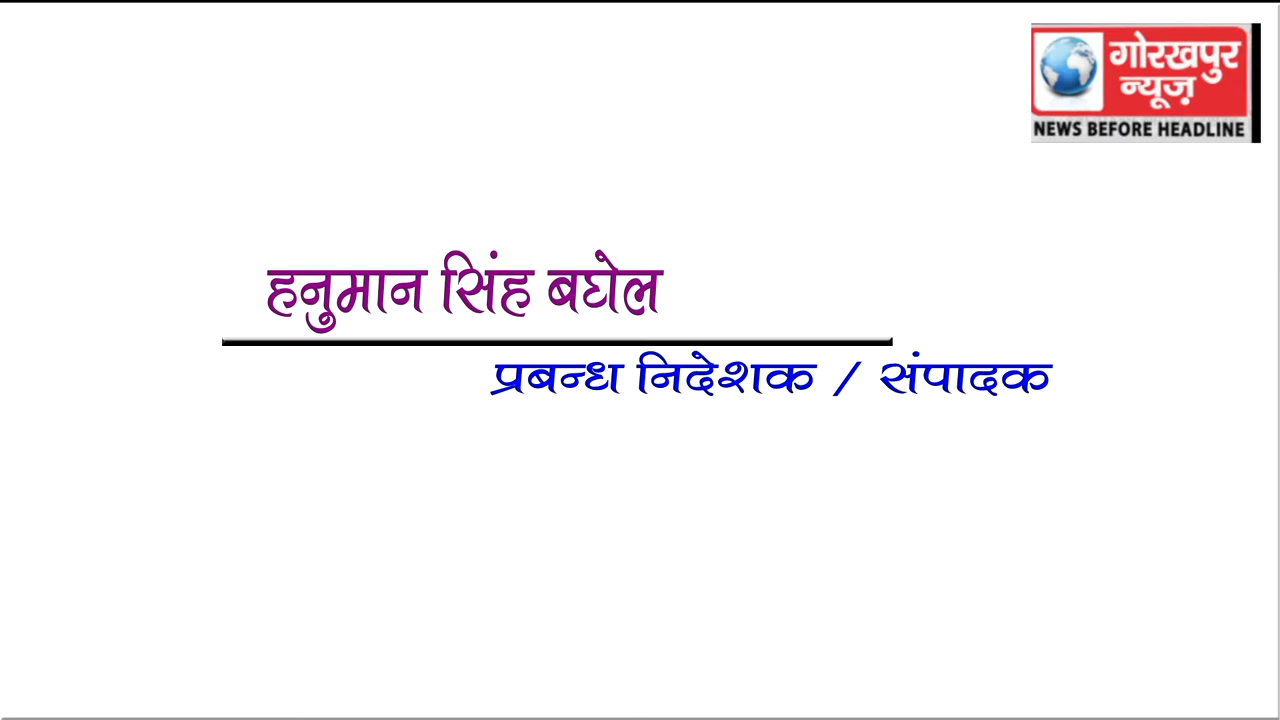 गोरखपुर
न्यूज़
NEWS BEFORE HEADLINE
हनुमान सिंह बघेल
प्रबन्ध निदेशक / संपादक